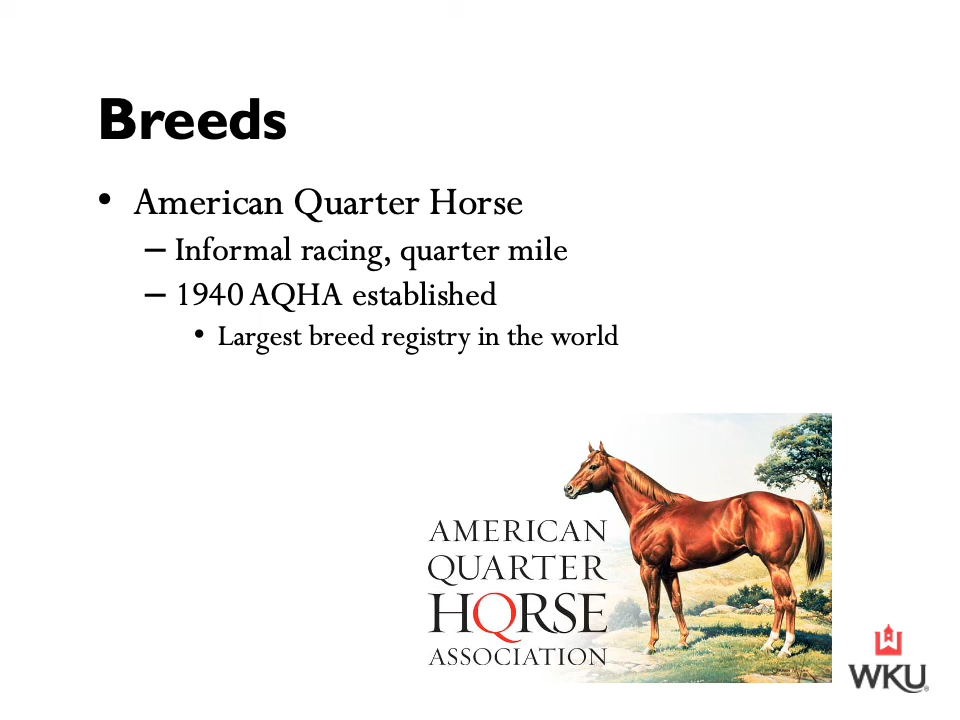 Breeds
• American Quarter Horse
– Informal racing, quarter mile
– 1940 AQHA established
• Largest breed registry in the world
AMERICAN
QUARTER
HQRSE
ASSOCIATION
WKU®